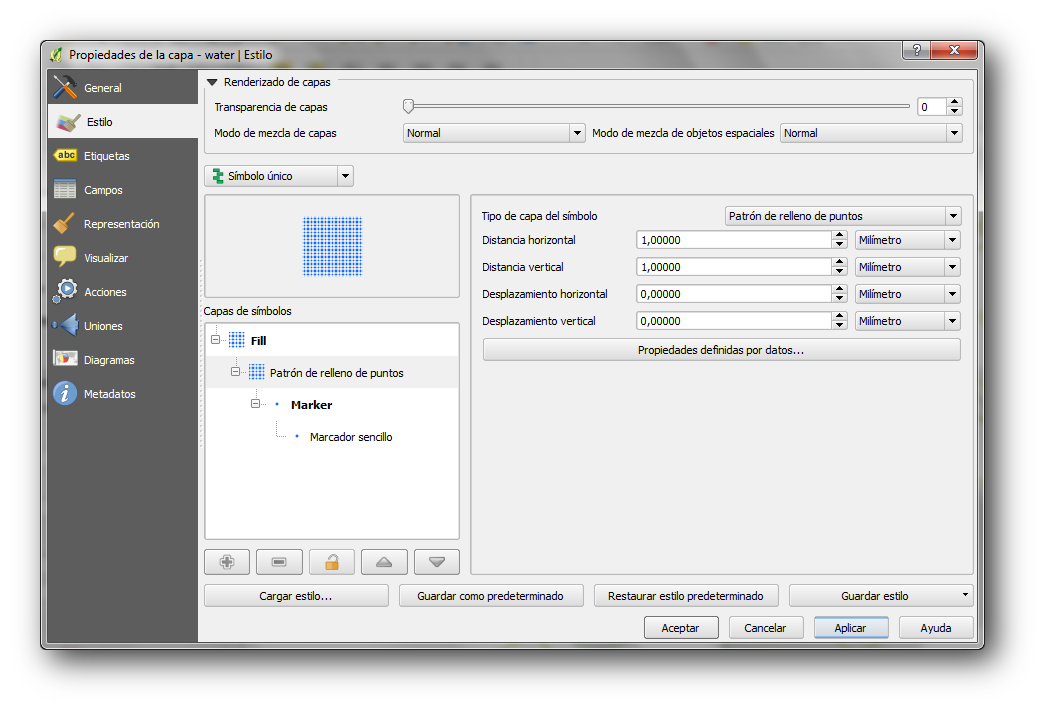 Propiedades de la capa - water | Estilo
?
General
Estilo
abc Etiquetas
Campos
Representación
Visualizar
Acciones
Uniones
Diagramas
Metadatos
Renderizado de capas
Transparencia de capas 0
Modo de mezcla de capas Normal Modo de mezcla de objetos espaciales Normal
Símbolo único
Capas de símbolos
Fill
Patrón de relleno de puntos
Marker
Marcador sencillo
Tipo de capa del símbolo Patrón de relleno de puntos
Distancia horizontal 1,00000 Milímetro
Distancia vertical 1,00000 Milímetro
Desplazamiento horizontal 0,00000 Milímetro
Desplazamiento vertical 0,00000 Milímetro
Propiedades definidas por datos...
Cargar estilo... Guardar como predeterminado Restaurar estilo predeterminado Guardar estilo
Aceptar Cancelar Aplicar Ayuda